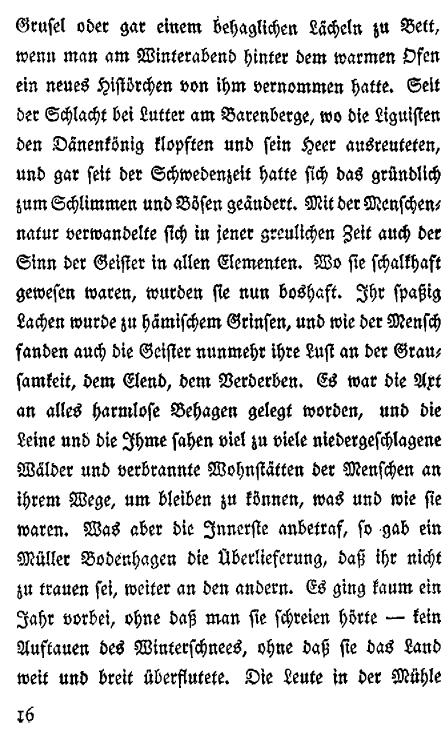 Grusel oder gar einem behaglichen Lächeln zu Bett,
wenn man am Winterabend hinter dem warmen Ofen
ein neues Histörchen von ihm vernommen hatte. Seit
der Schlacht bei Lutter am Barenberge, wo die Liguisten
den Dänenkönig klopften und sein Heer ausreuteten,
und gar seit der Schwedenzeit hatte sich das gründlich
zum Schlimmen und Bösen geändert. Mit der Menschen-
natur verwandelte sich in jener greulichen Zeit auch der
Sinn der Geister in allen Elementen. Wo sie schalkhaft
gewesen waren, wurden sie nun boshaft. Ihr spaßig
Lachen wurde zu hämischem Grinsen, und wie der Mensch
fanden auch die Geister nunmehr ihre Lust an der Grau-
samkeit, dem Elend, dem Verderben. Es war die Axt
an alles harmlose Behagen gelegt worden, und die
Leine und die Ihme sahen viel zu viele niedergeschlagene
Wälder und verbrannte Wohnstätten der Menschen an
ihrem Wege, um bleiben zu können, was und wie sie
waren. Was aber die Innerste anbetraf, so gab ein
Müller Bodenhagen die Überlieferung, daß ihr nicht
zu trauen sei, weiter an den andern. Es ging kaum ein
Jahr vorbei, ohne daß man sie schreien hörte — kein
Auftauen des Winterschnees, ohne daß sie das Land
weit und breit überflutete. Die Leute in der Mühle
16